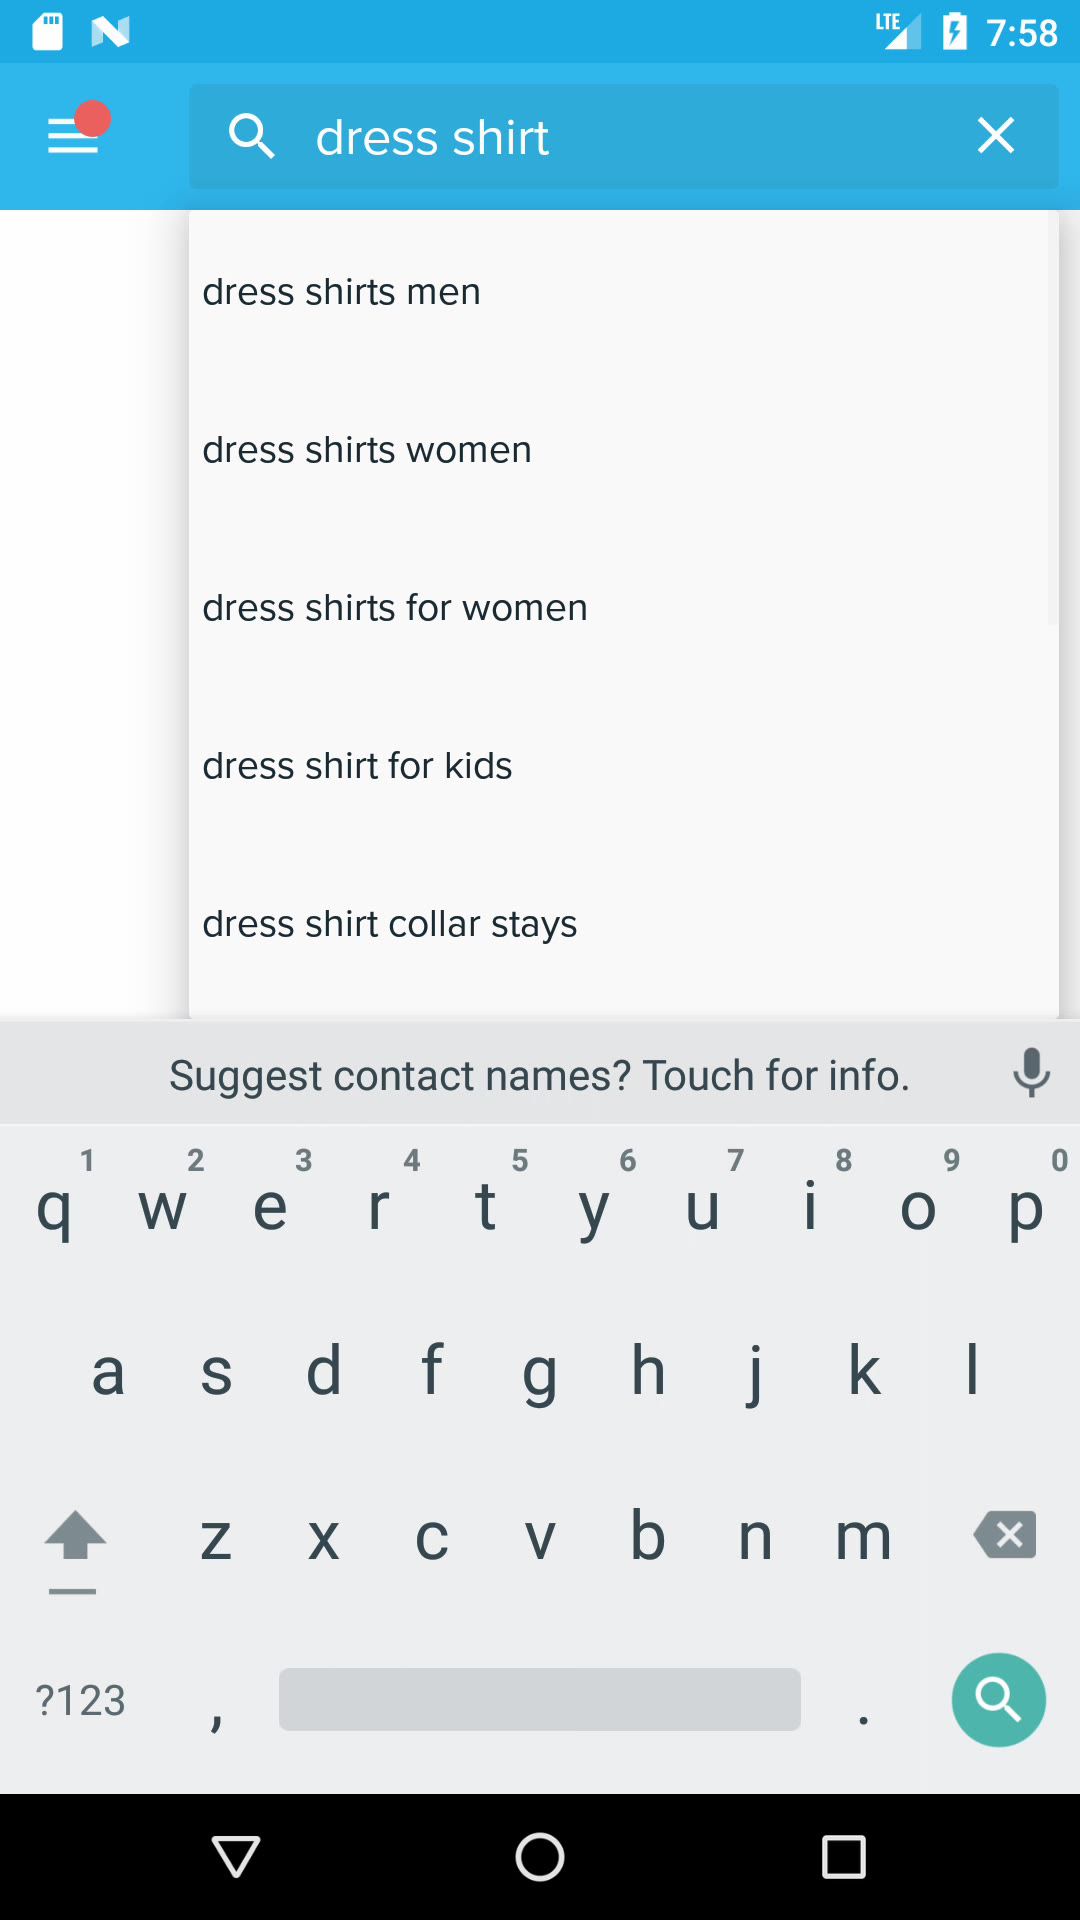 LTE 7:58
dress shirt
dress shirts men
dress shirts women
dress shirts for women
dress shirt for kids
dress shirt collar stays
Suggest contact names? Touch for info.
1 2 3 4 5 6 7 8 9 0
q w e r t y u i o p
a s d f g h j k l
z x c v b n m
?123 , .